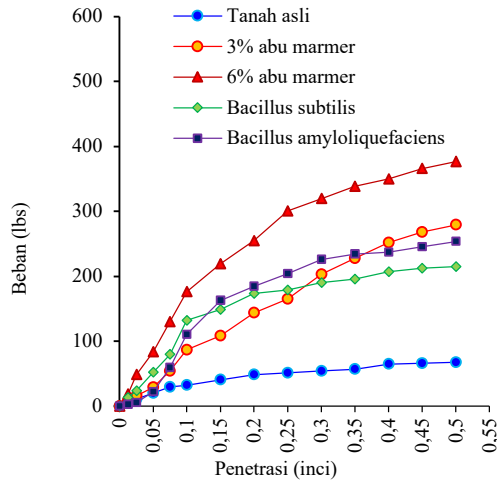 Tanah asli
3% abu marmer
6% abu marmer
Bacillus subtilis
Bacillus amyloliquefaciens
600
500
400
300
200
100
0
Beban (lbs)
0
0,05
0,1
0,15
0,2
0,25
0,3
0,35
0,4
0,45
0,5
0,55
Penetrasi (inci)